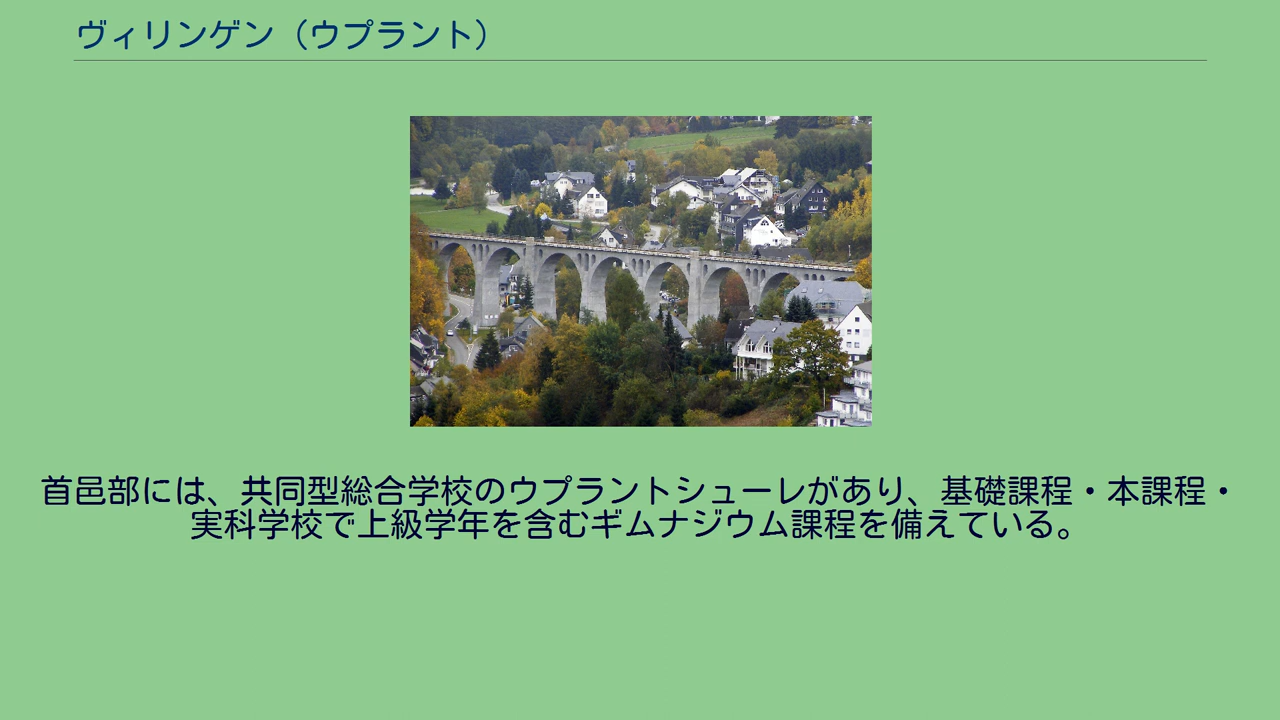 ヴィリンゲン（ウプラント）
首邑部には、共同型総合学校のウプラントシューレがあり、基礎課程・本課程・
実科学校で上級学年を含むギムナジウム課程を備えている。